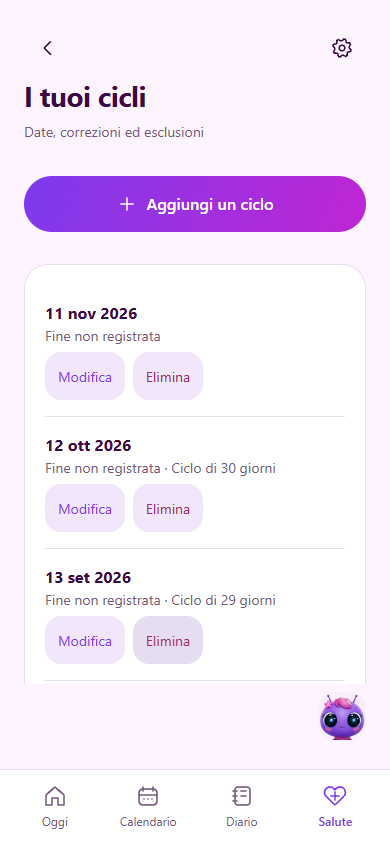 I tuoi cicli
Date, correzioni ed esclusioni
Aggiungi un ciclo
11 nov 2026
Fine non registrata
Modifica Elimina
12 ott 2026
Fine non registrata · Ciclo di 30 giorni
Modifica Elimina
13 set 2026
Fine non registrata · Ciclo di 29 giorni
Modifica Elimina
Oggi Calendario Diario Salute